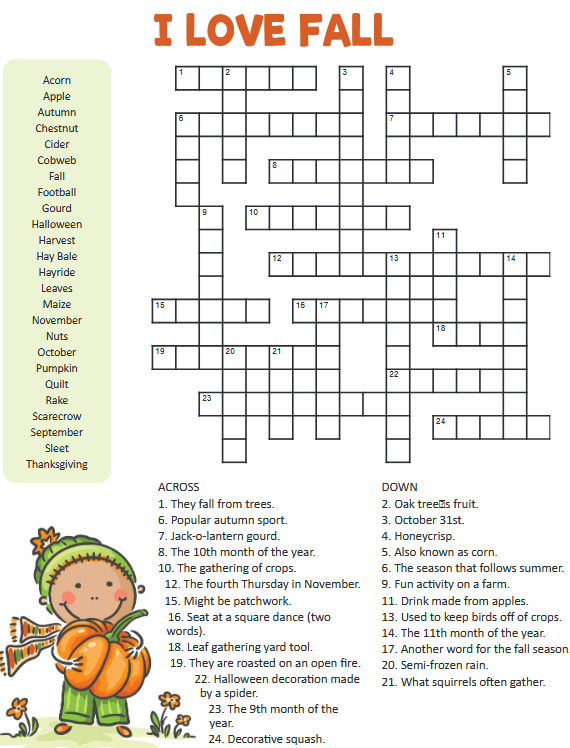 I LOVE FALL
Acorn
Apple
Autumn
Chestnut
Cider
Cobweb
Fall
Football
Gourd
Halloween
Harvest
Hay Bale
Hayride
Leaves
Maize
November
Nuts
October
Pumpkin
Quilt
Rake
Scarecrow
September
Sleet
Thanksgiving
1 2 3 4 5
6 7
8
9 10
11
12 13 14
15 16 17
18
19 20 21
22
23
24
ACROSS
1. They fall from trees.
6. Popular autumn sport.
7. Jack-o-lantern gourd.
8. The 10th month of the year.
10. The gathering of crops.
12. The fourth Thursday in November.
15. Might be patchwork.
16. Seat at a square dance (two
words).
18. Leaf gathering yard tool.
19. They are roasted on an open fire.
22. Halloween decoration made
by a spider.
23. The 9th month of the
year.
24. Decorative squash.
DOWN
2. Oak tree�s fruit.
3. October 31st.
4. Honeycrisp.
5. Also known as corn.
6. The season that follows summer.
9. Fun activity on a farm.
11. Drink made from apples.
13. Used to keep birds off of crops.
14. The 11th month of the year.
17. Another word for the fall season.
20. Semi-frozen rain.
21. What squirrels often gather.